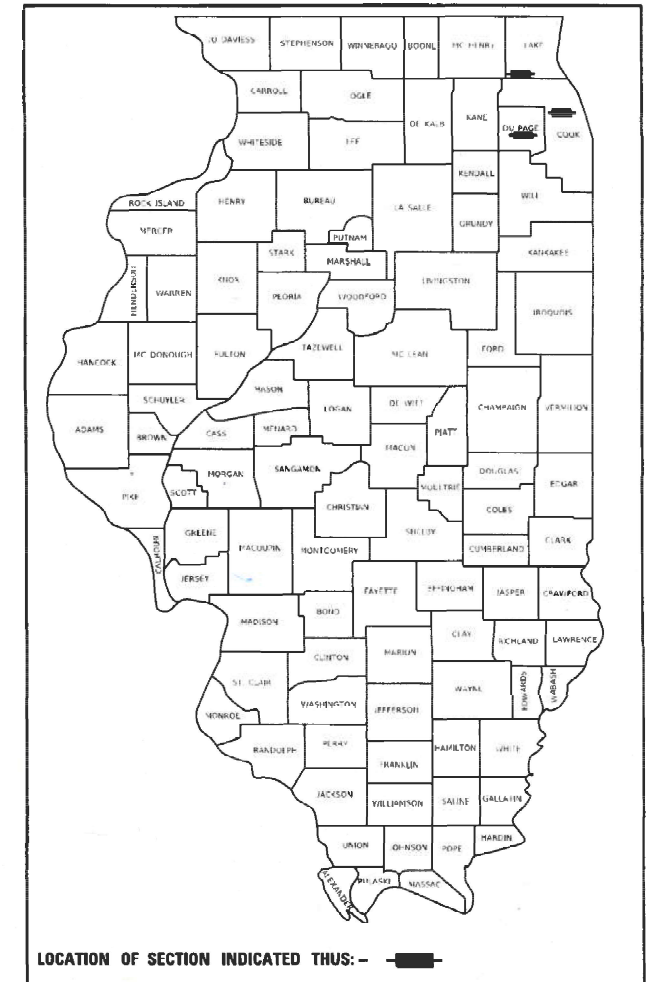 JO DAVIESS STEPHENSON WINNEBAGO BOONE MC HENRY LAKE
CARROLL OGLE
DE KALB KANE DU PAGE COOK
WHITESIDE LEE
KENDALL
ROCK ISLAND HENRY BUREAU LA SALLE WILL
GRUNDY
MERCER PUTNAM
STARK MARSHALL KANKAKEE
HENDERSON WARREN KNOX PEORIA WOODFORD LIVINGSTON
IROQUOIS
HANCOCK MC DONOUGH FULTON TAZEWELL MC LEAN FORD
MASON
SCHUYLER LOGAN DE WITT CHAMPAIGN VERMILION
ADAMS BROWN CASS MENARD MACON PIATT
PIKE SCOTT MORGAN SANGAMON MOULTRIE DOUGLAS EDGAR
CHRISTIAN COLES
GREENE MACOUPIN MONTGOMERY SHELBY CUMBERLAND CLARK
CALHOUN JERSEY FAYETTE EFFINGHAM JASPER CRAWFORD
MADISON BOND
CLAY RICHLAND LAWRENCE
CLINTON MARION
ST. CLAIR WAYNE EDWARDS WABASH
MONROE WASHINGTON JEFFERSON
RANDOLPH PERRY HAMILTON WHITE
FRANKLIN
JACKSON WILLIAMSON SALINE GALLATIN
UNION JOHNSON POPE HARDIN
ALEXANDER PULASKI MASSAC
LOCATION OF SECTION INDICATED THUS: –